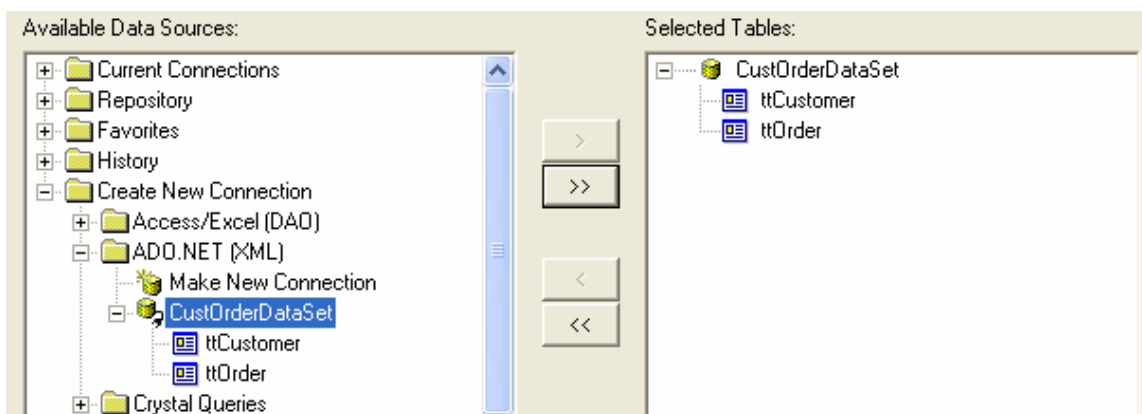 Available Data Sources:
Current Connections
Repository
Favorites
History
Create New Connection
Access/Excel (DAO)
ADO.NET (XML)
Make New Connection
CustOrderDataSet
ttCustomer
ttOrder
Crystal Queries
>
>>
<
<<
Selected Tables:
CustOrderDataSet
ttCustomer
ttOrder